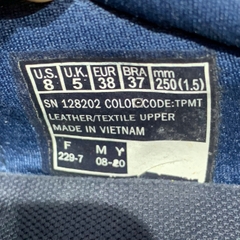 U.S. U.K. EUR BRA mm
8 5 38 37 250(1.5)
SN 128202 COLOR CODE:TPMT
LEATHER/TEXTILE UPPER
MADE IN VIETNAM
F M Y
229-7 08-20